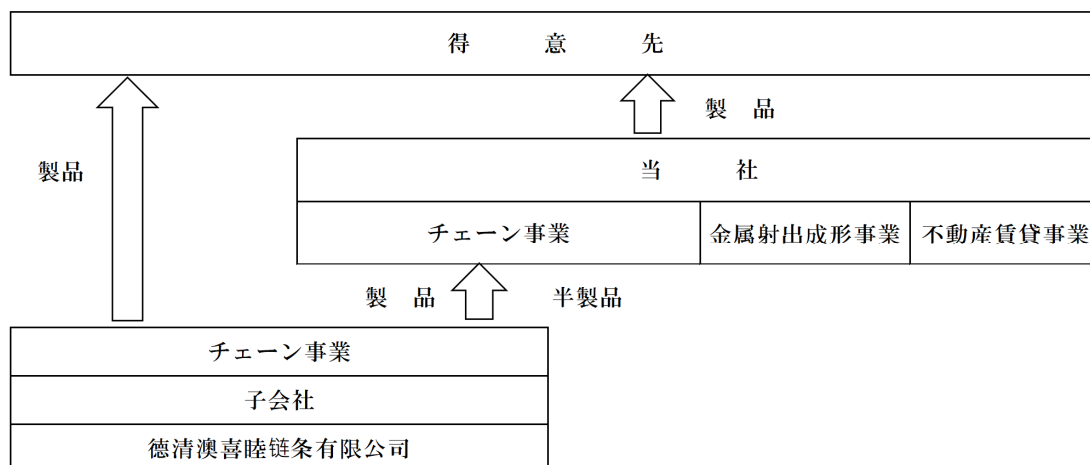 得意先
製品
製品
当社
チェーン事業
金属射出成形事業
不動産賃貸事業
製品
半製品
チェーン事業
子会社
德清澳喜睦链条有限公司